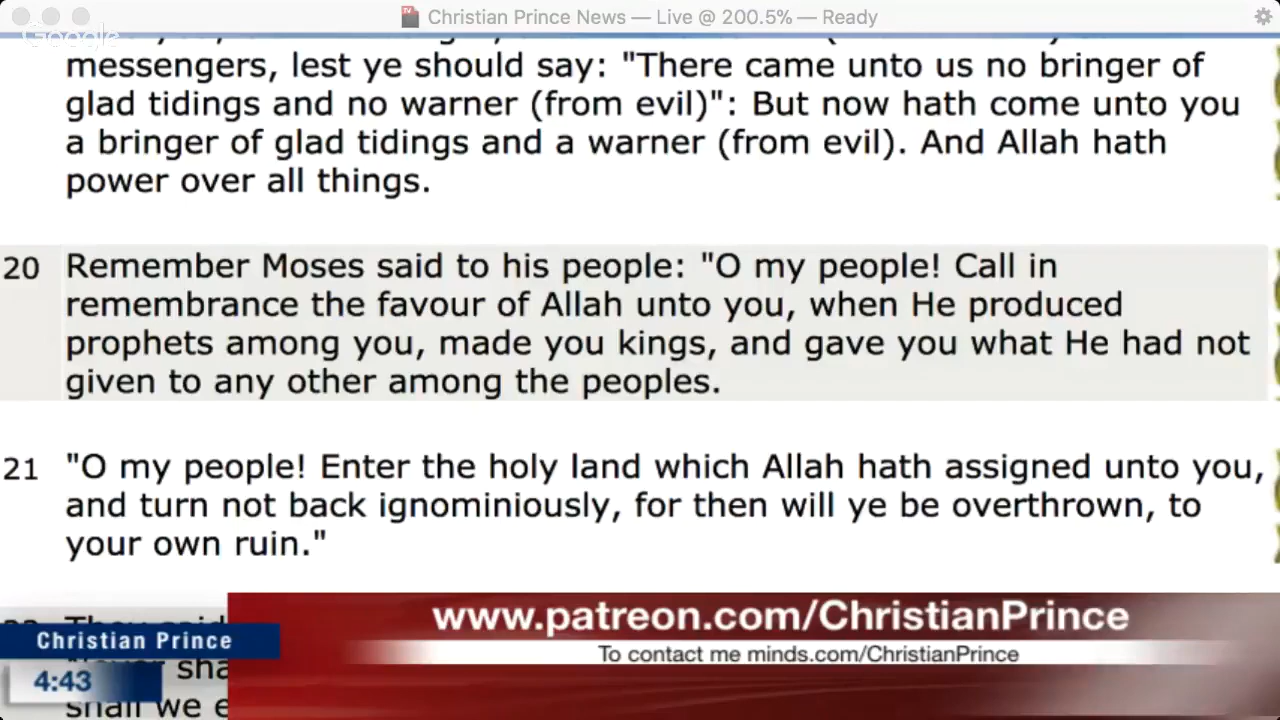 Christian Prince News — Live @ 200.5% — Ready
Google
messengers, lest ye should say: "There came unto us no bringer of
glad tidings and no warner (from evil)": But now hath come unto you
a bringer of glad tidings and a warner (from evil). And Allah hath
power over all things.
20 Remember Moses said to his people: "O my people! Call in
remembrance the favour of Allah unto you, when He produced
prophets among you, made you kings, and gave you what He had not
given to any other among the peoples.
21 "O my people! Enter the holy land which Allah hath assigned unto you,
and turn not back ignominiously, for then will ye be overthrown, to
your own ruin."
www.patreon.com/ChristianPrince
Christian Prince
To contact me minds.com/ChristianPrince
4:43
shall we